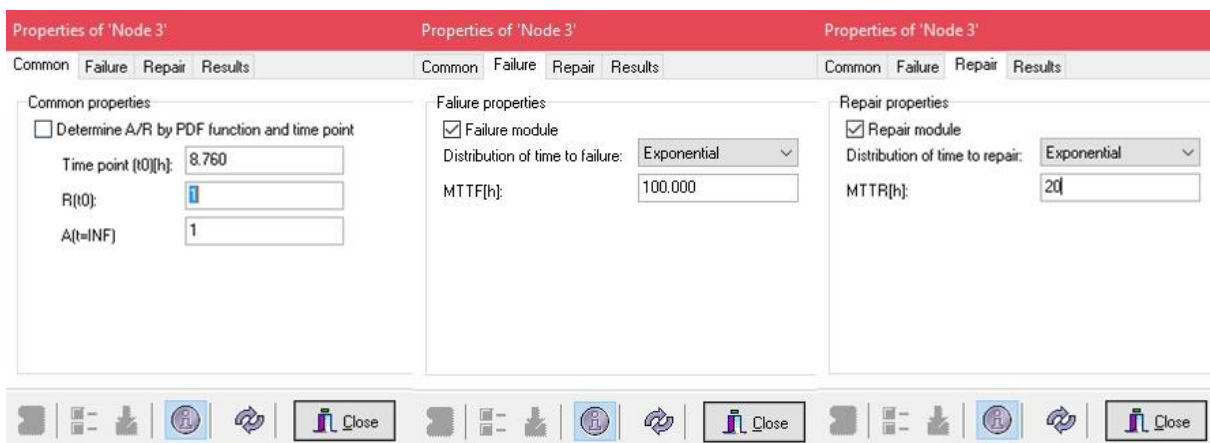 Properties of 'Node 3'
Common Failure Repair Results
Common properties
Determine A/R by PDF function and time point
Time point (t0)[h]: 8.760
R(t0): 1
A(t=INF) 1
Close
Properties of 'Node 3'
Common Failure Repair Results
Faliure properties
Failure module
Distribution of time to failure: Exponential
MTTF[h]: 100.000
Close
Properties of 'Node 3'
Common Failure Repair Results
Repair properties
Repair module
Distribution of time to repair: Exponential
MTTR[h]: 20
Close